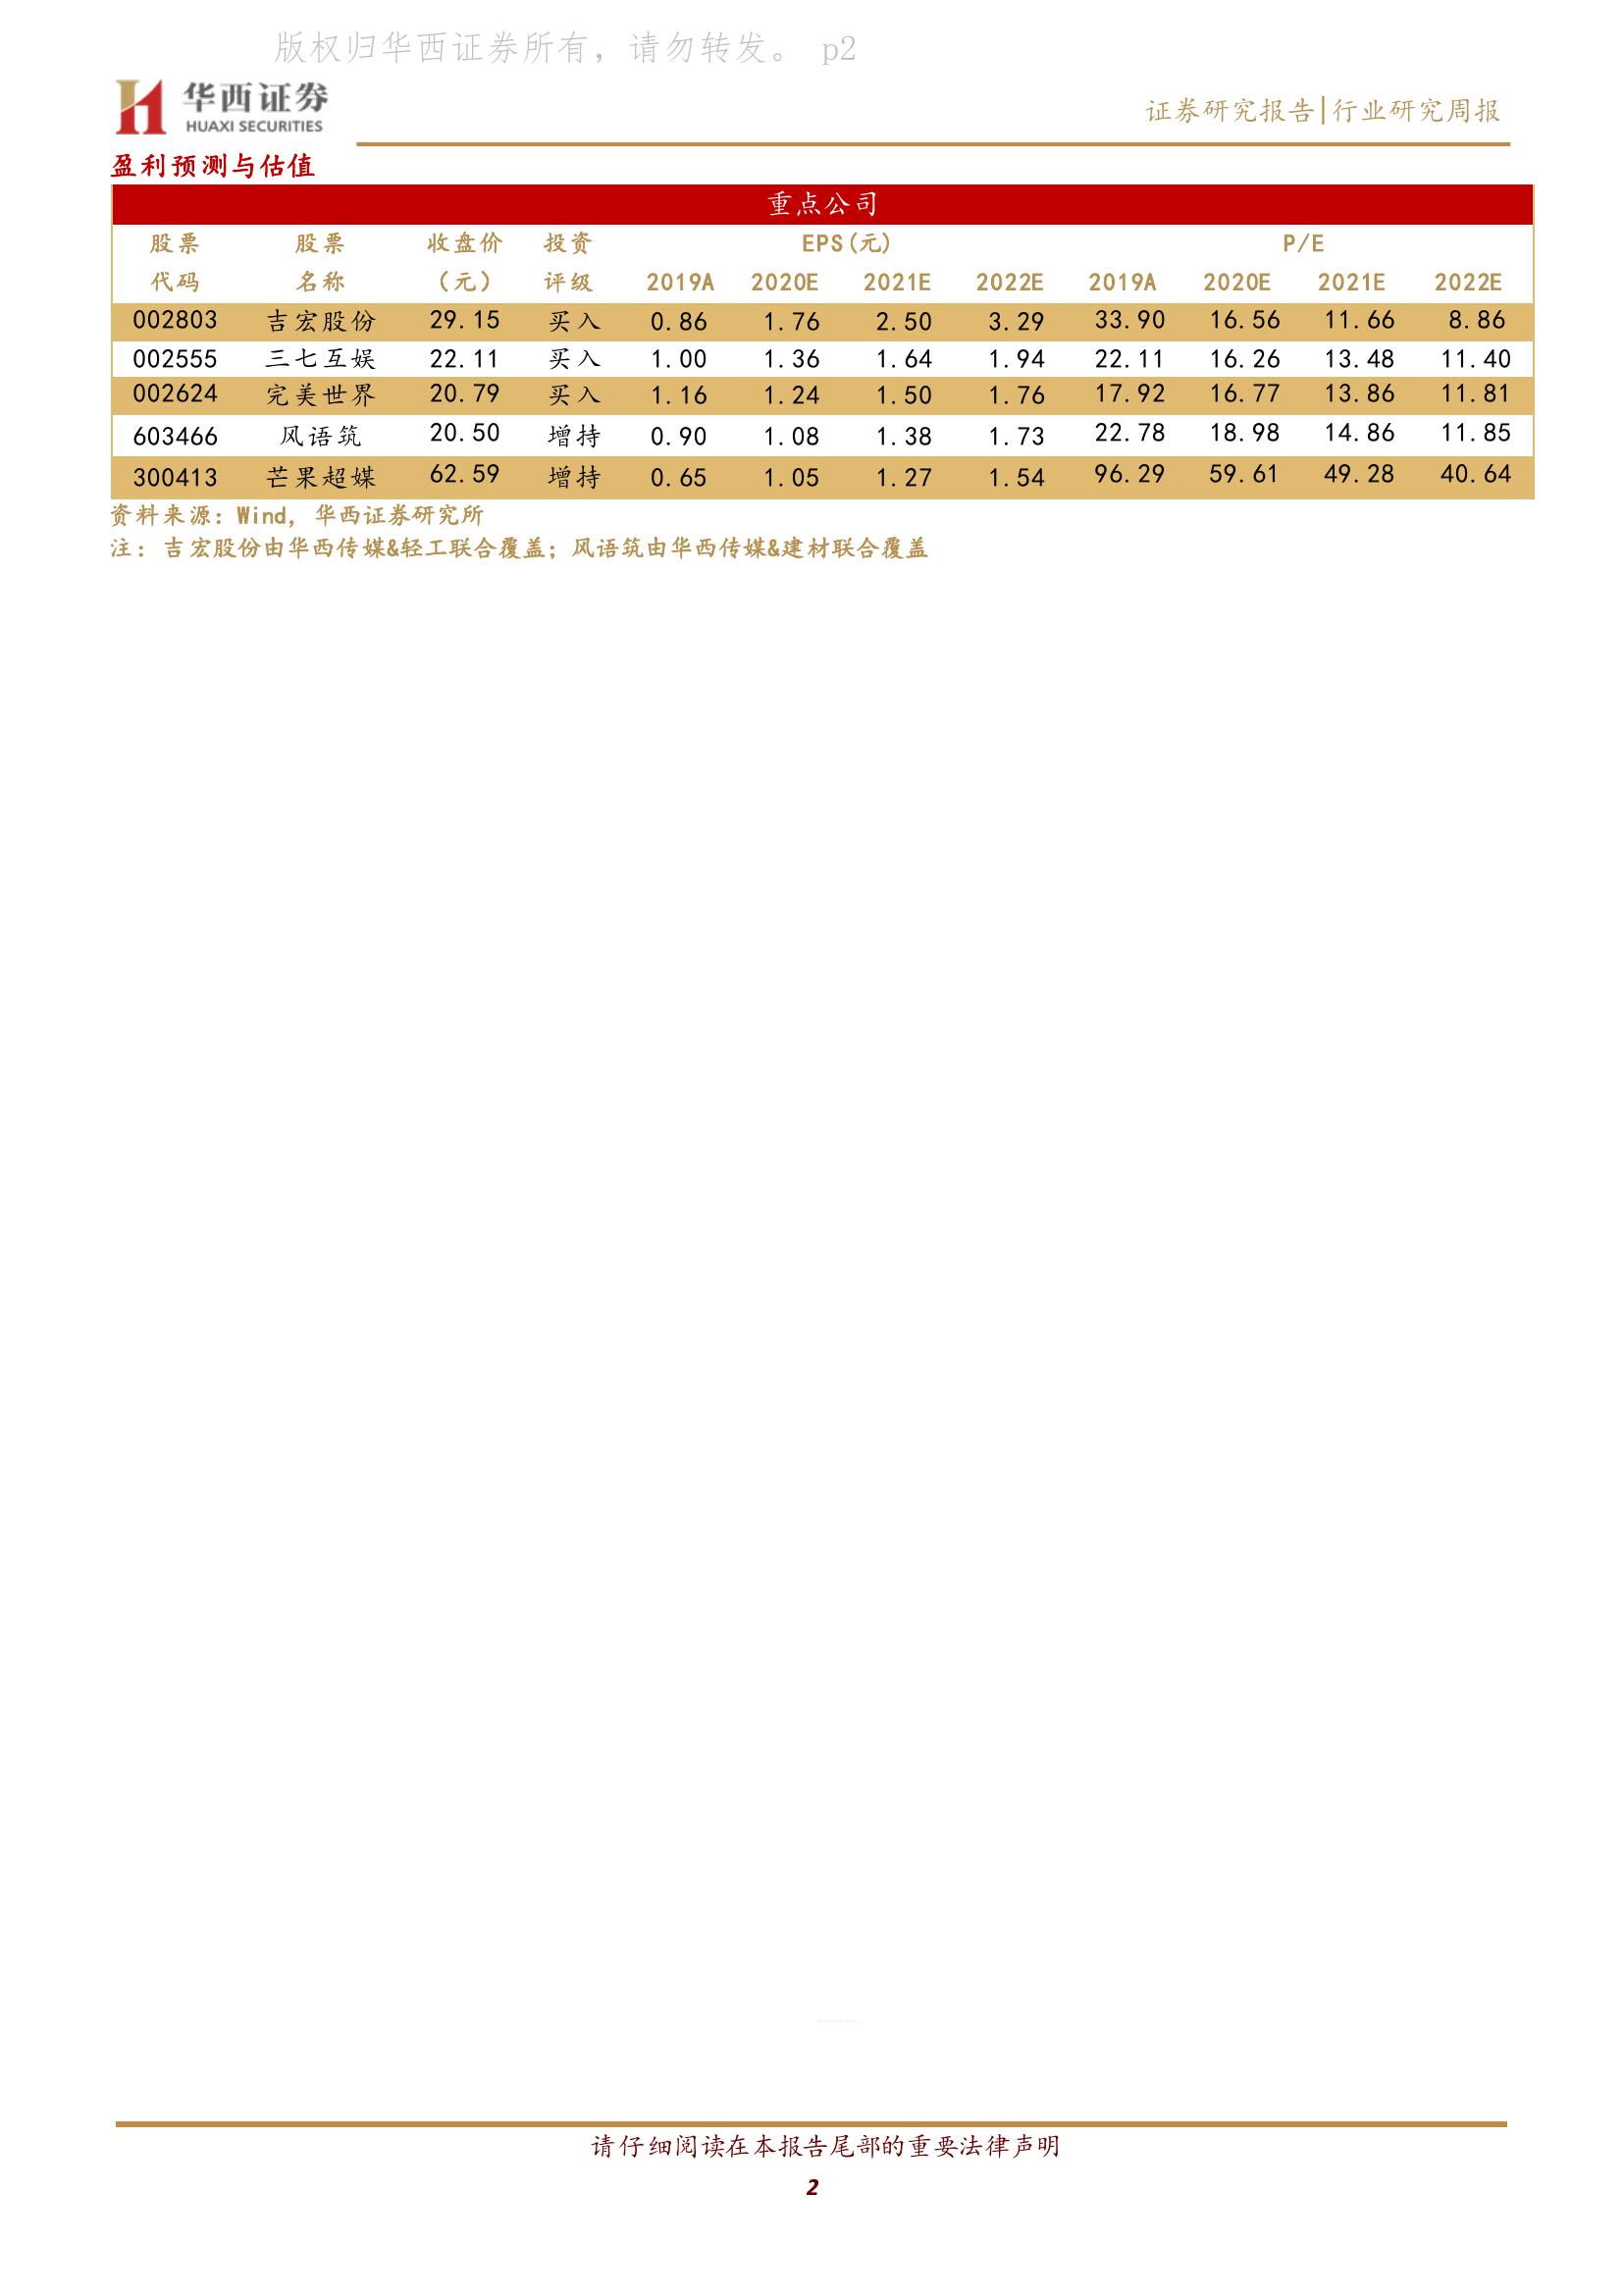 版权归华西证券所有，请勿转发。 p2
华西证券
HUAXI SECURITIES
证券研究报告|行业研究周报
盈利预测与估值
重点公司
股票 股票 收盘价 投资 EPS(元) P/E
代码 名称 （元） 评级 2019A 2020E 2021E 2022E 2019A 2020E 2021E 2022E
002803 吉宏股份 29.15 买入 0.86 1.76 2.50 3.29 33.90 16.56 11.66 8.86
002555 三七互娱 22.11 买入 1.00 1.36 1.64 1.94 22.11 16.26 13.48 11.40
002624 完美世界 20.79 买入 1.16 1.24 1.50 1.76 17.92 16.77 13.86 11.81
603466 风语筑 20.50 增持 0.90 1.08 1.38 1.73 22.78 18.98 14.86 11.85
300413 芒果超媒 62.59 增持 0.65 1.05 1.27 1.54 96.29 59.61 49.28 40.64
资料来源：Wind，华西证券研究所
注：吉宏股份由华西传媒&轻工联合覆盖；风语筑由华西传媒&建材联合覆盖
请仔细阅读在本报告尾部的重要法律声明
2